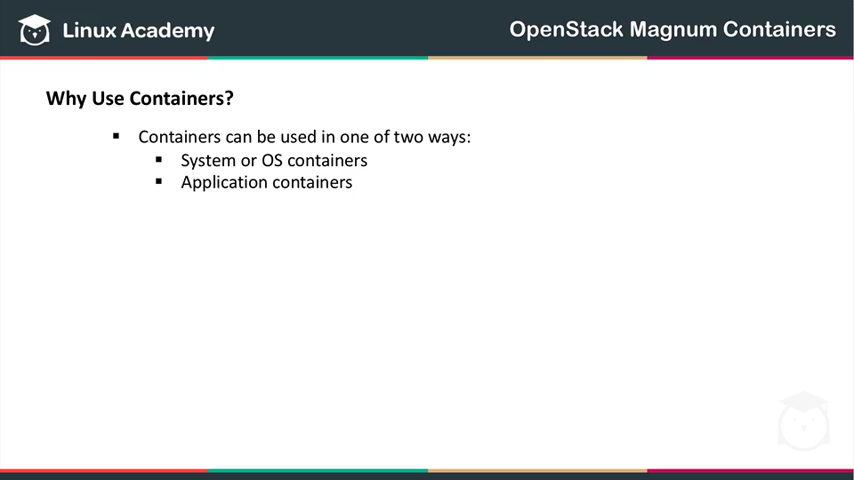 Linux Academy
OpenStack Magnum Containers
Why Use Containers?
Containers can be used in one of two ways:
System or OS containers
Application containers